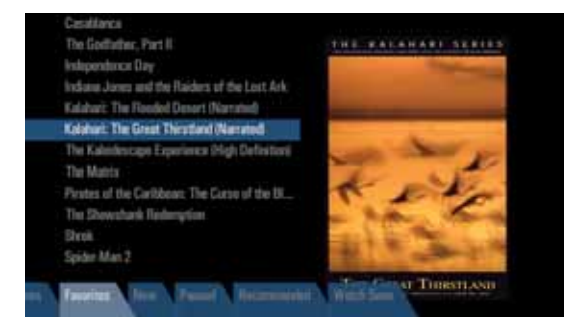 Casablanca
The Godfather, Part II
Independence Day
Indiana Jones and the Raiders of the Lost Ark
Kalahari: The Flooded Desert (Narrated)
Kalahari: The Great Thirstland (Narrated)
The Kaleidescape Experience (High Definition)
The Matrix
Pirates of the Caribbean: The Curse of the Bl...
The Shawshank Redemption
Shrek
Spider-Man 2
THE KALAHARI SERIES
THE GREAT THIRSTLAND
Favorites New Paused Recommended Watch Soon